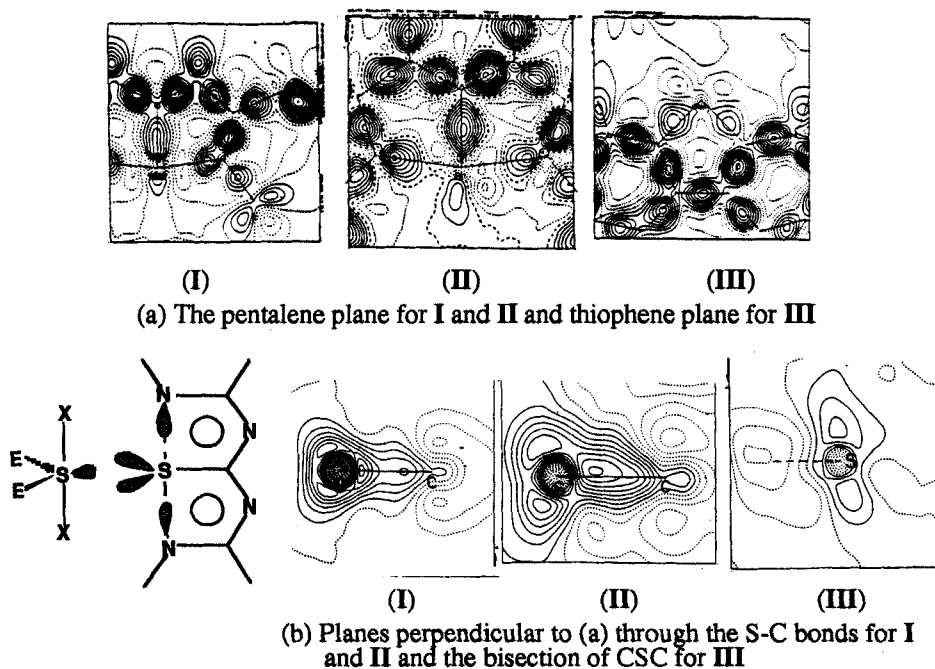 (I) (II) (III)
(a) The pentalene plane for I and II and thiophene plane for III
X
E
E
S
X
N
N
S
N
N
C
S
(I) (II) (III)
(b) Planes perpendicular to (a) through the S-C bonds for I
and II and the bisection of CSC for III